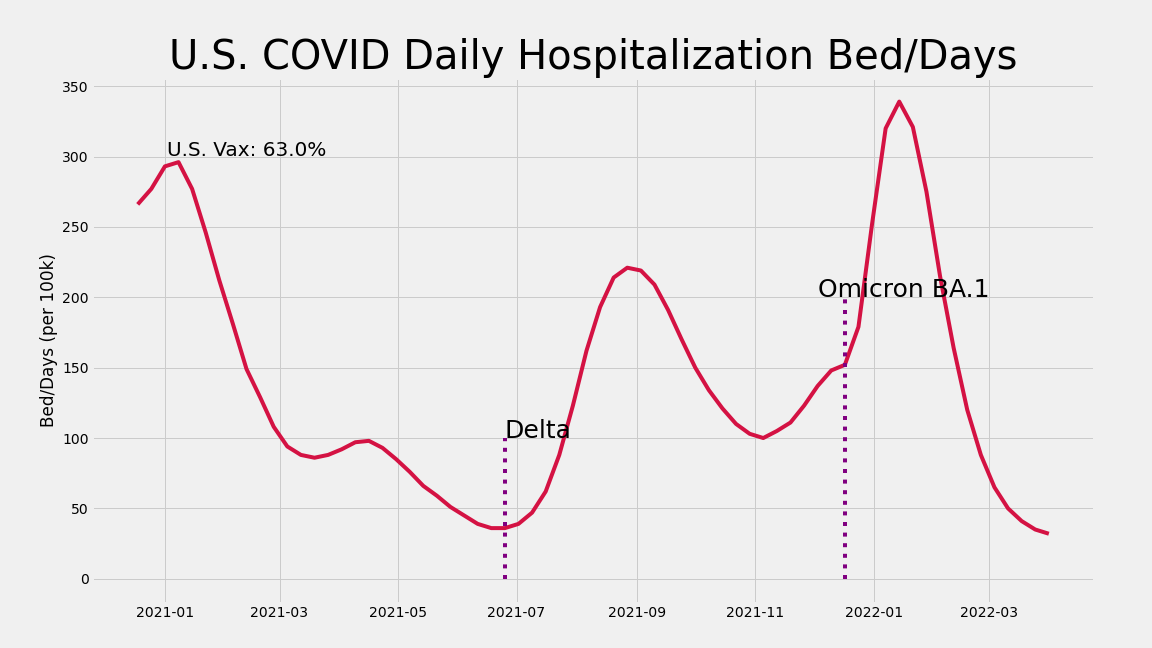 U.S. COVID Daily Hospitalization Bed/Days
Bed/Days (per 100k)
350
300
250
200
150
100
50
0
U.S. Vax: 63.0%
Delta
Omicron BA.1
2021-01 2021-03 2021-05 2021-07 2021-09 2021-11 2022-01 2022-03